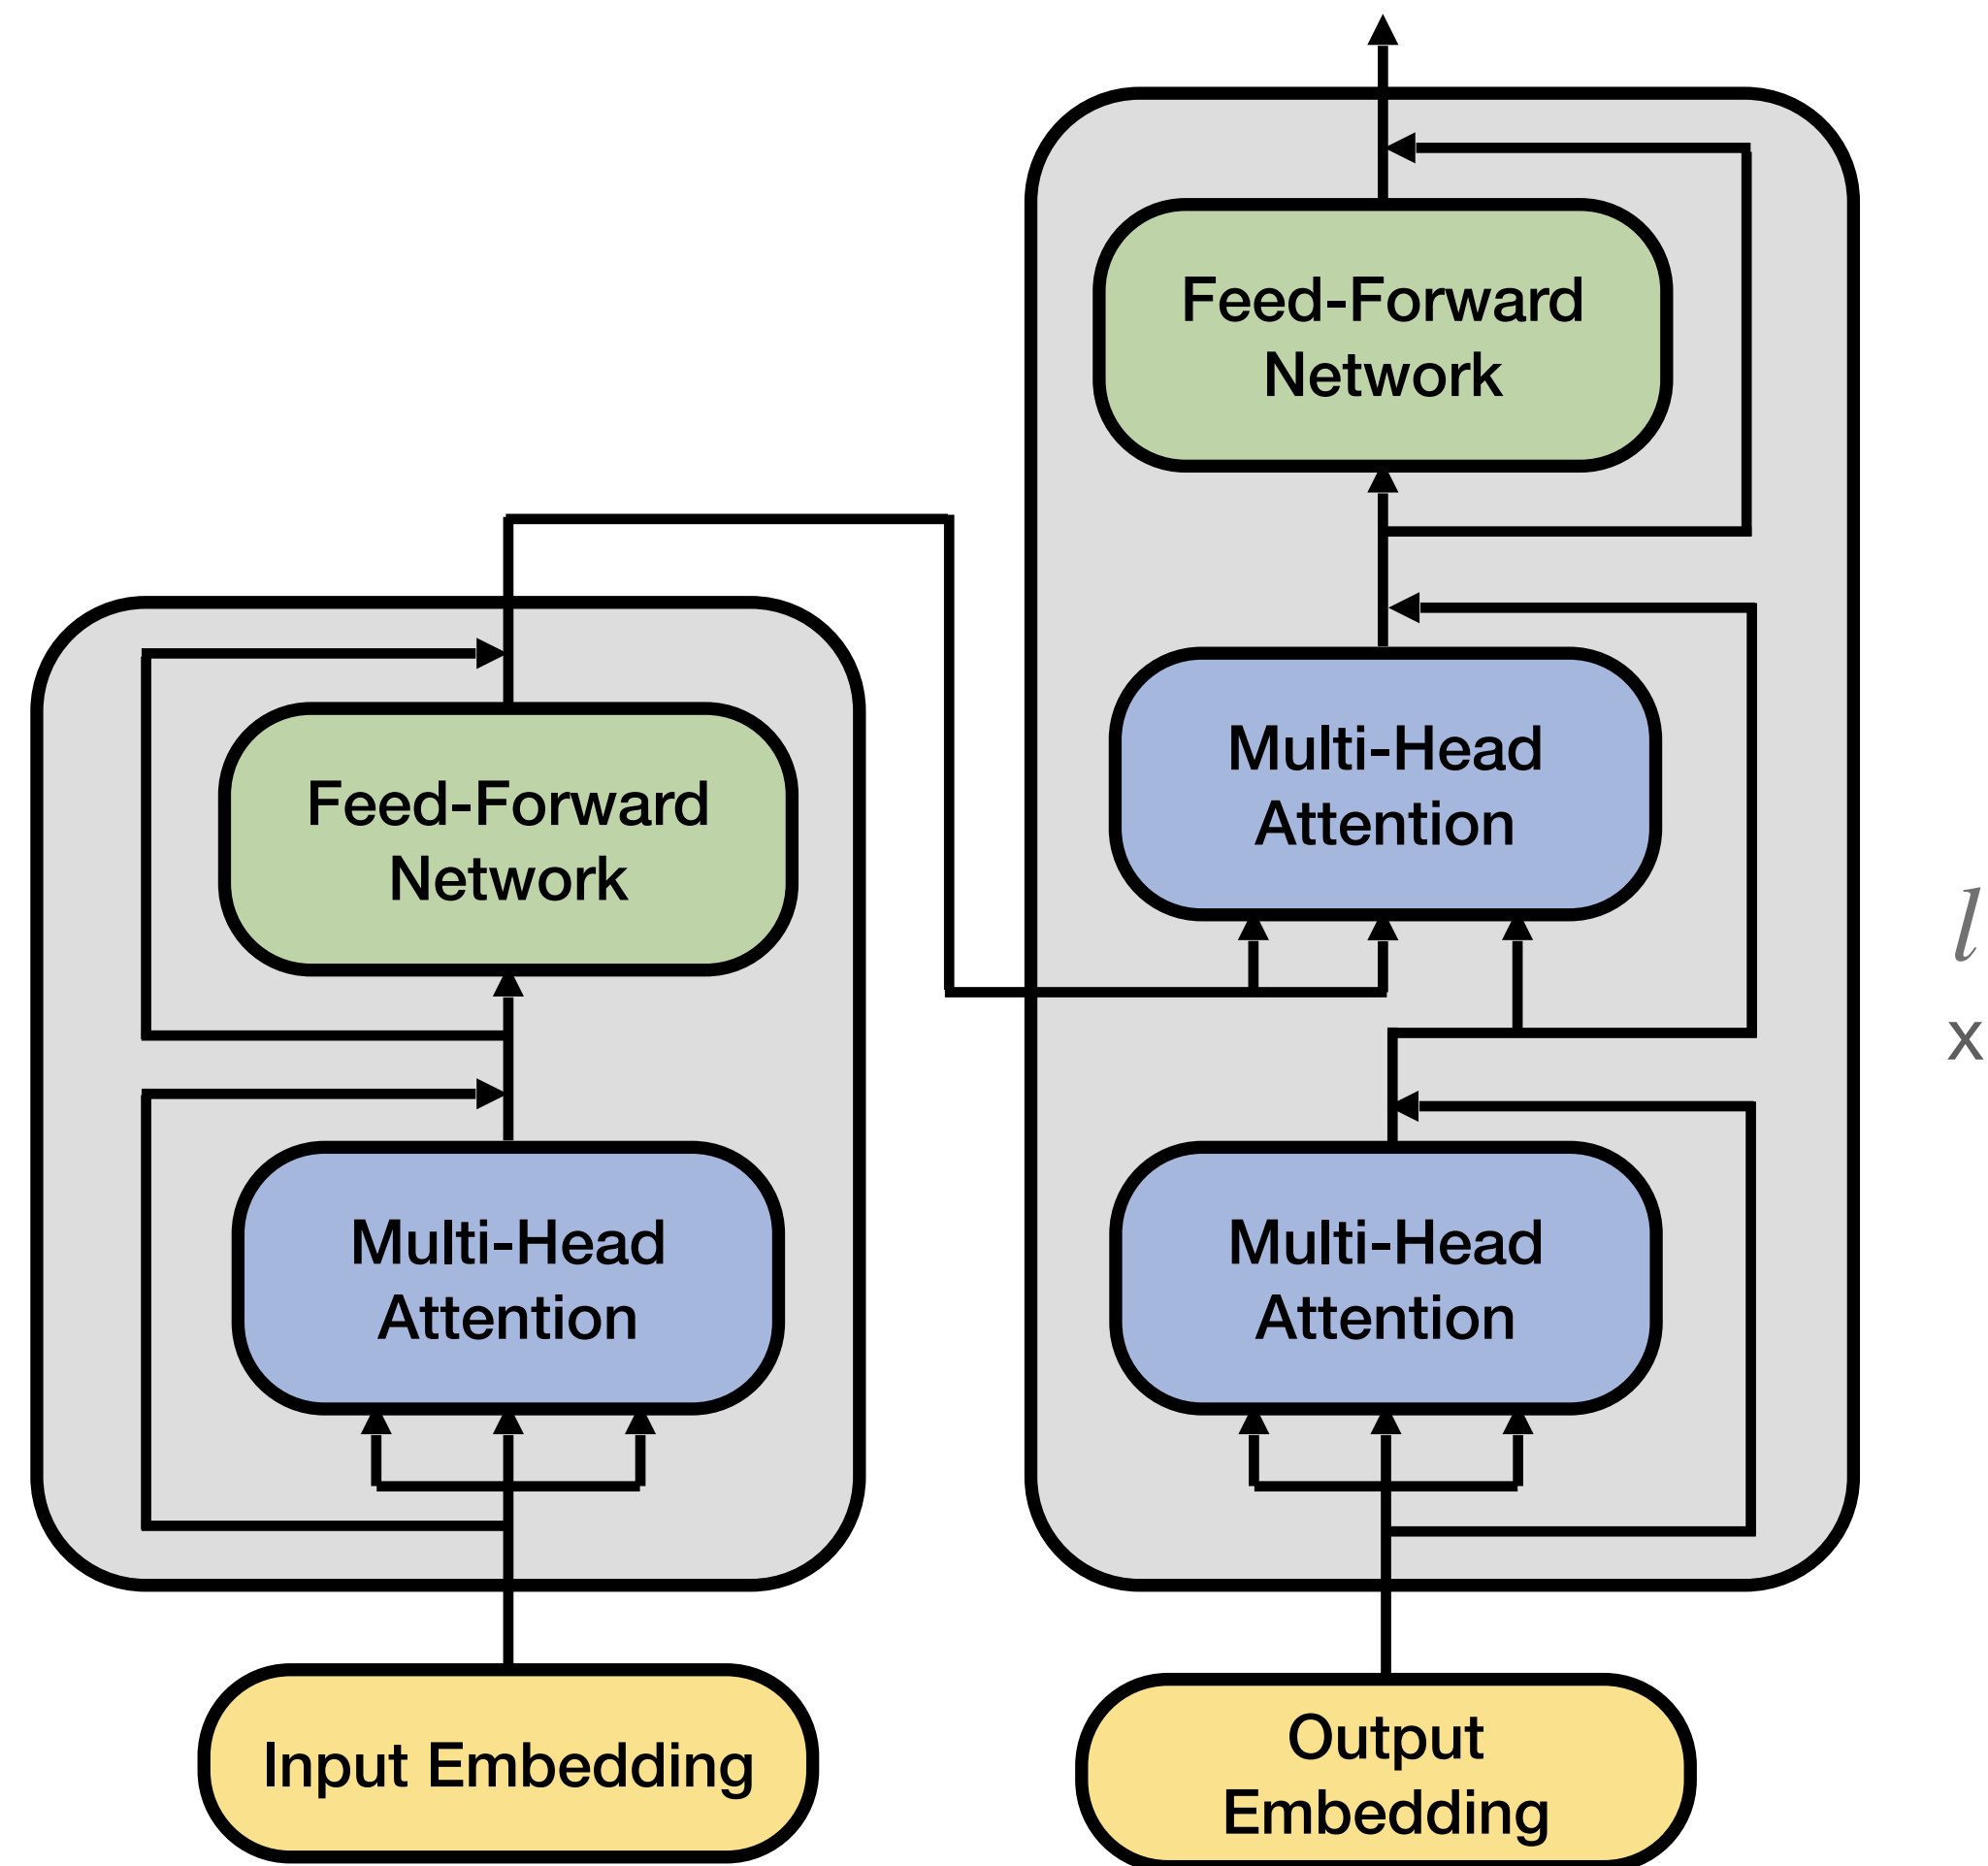 Feed-Forward
Network
Multi-Head
Attention
Multi-Head
Attention
Output
Embedding
Feed-Forward
Network
Multi-Head
Attention
Input Embedding
l
x